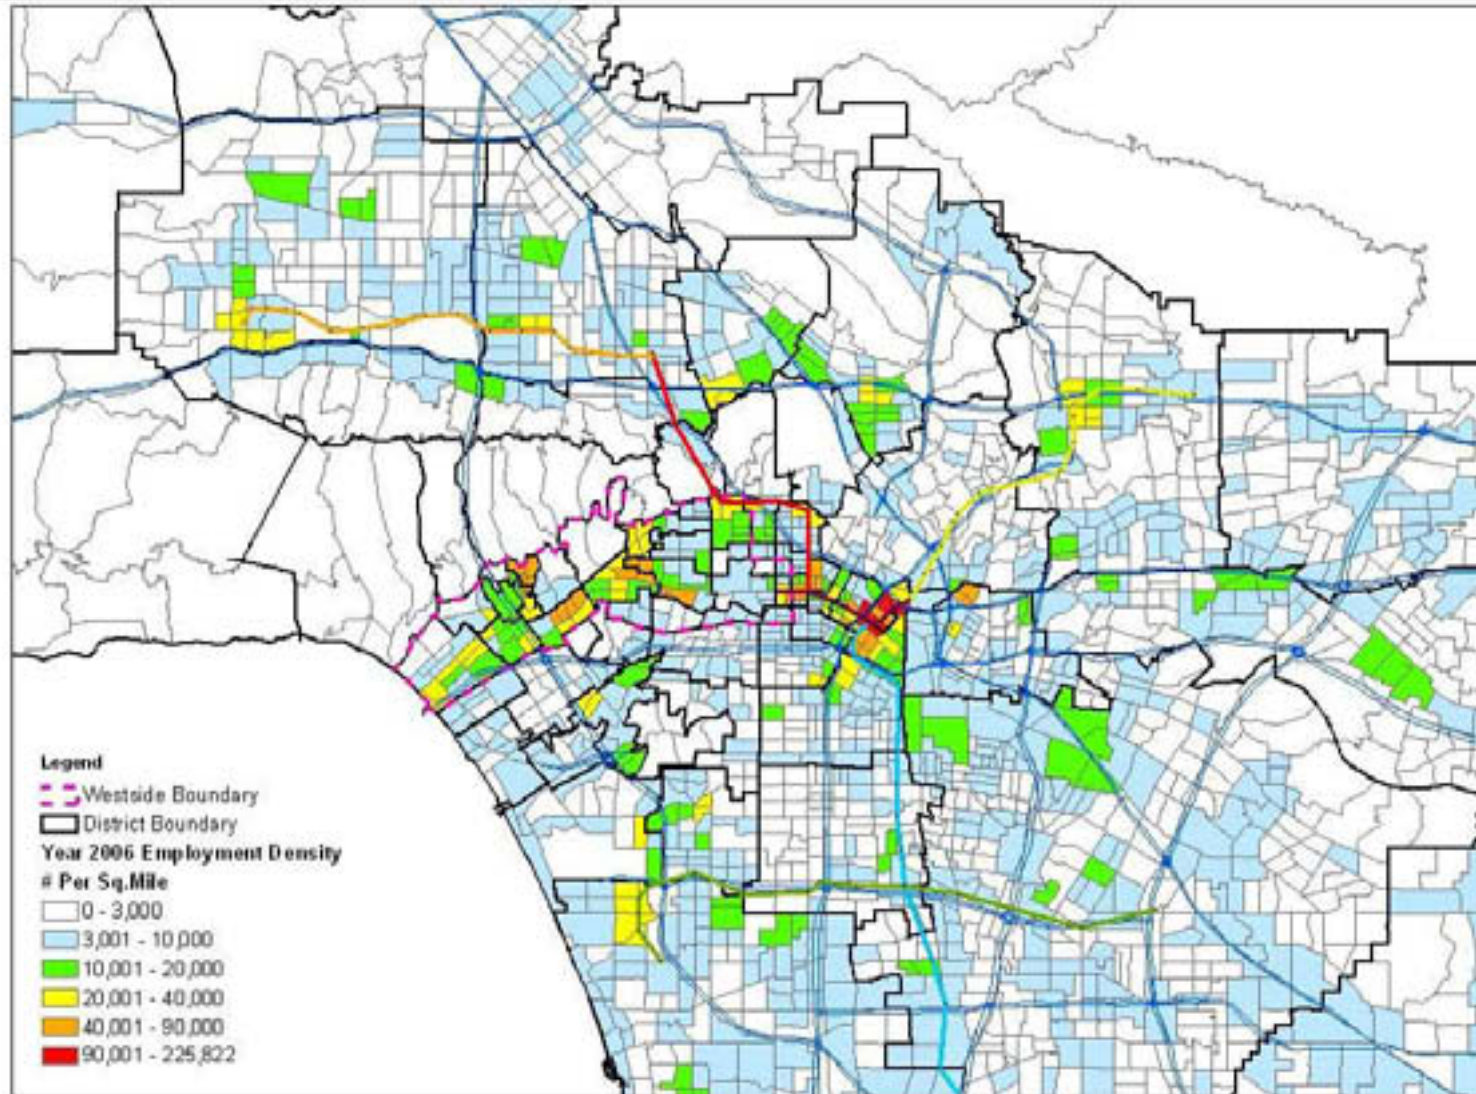 Legend
Westside Boundary
District Boundary
Year 2006 Employment Density
# Per Sq.Mile
0 - 3,000
3,001 - 10,000
10,001 - 20,000
20,001 - 40,000
40,001 - 90,000
90,001 - 225,822